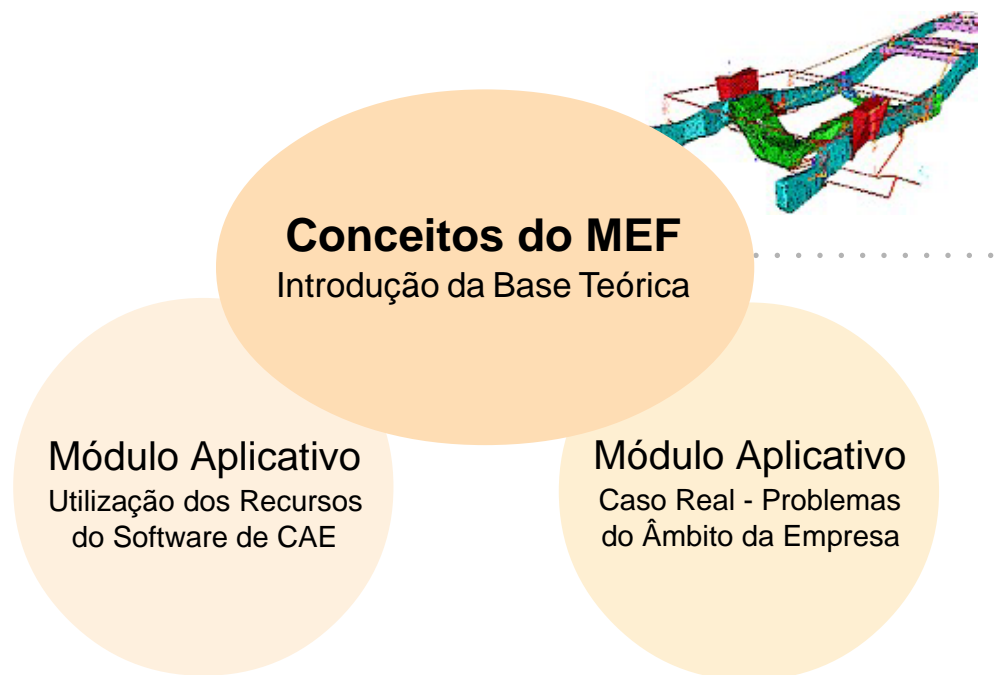 Conceitos do MEF
Introdução da Base Teórica
Módulo Aplicativo
Utilização dos Recursos
do Software de CAE
Módulo Aplicativo
Caso Real - Problemas
do Âmbito da Empresa